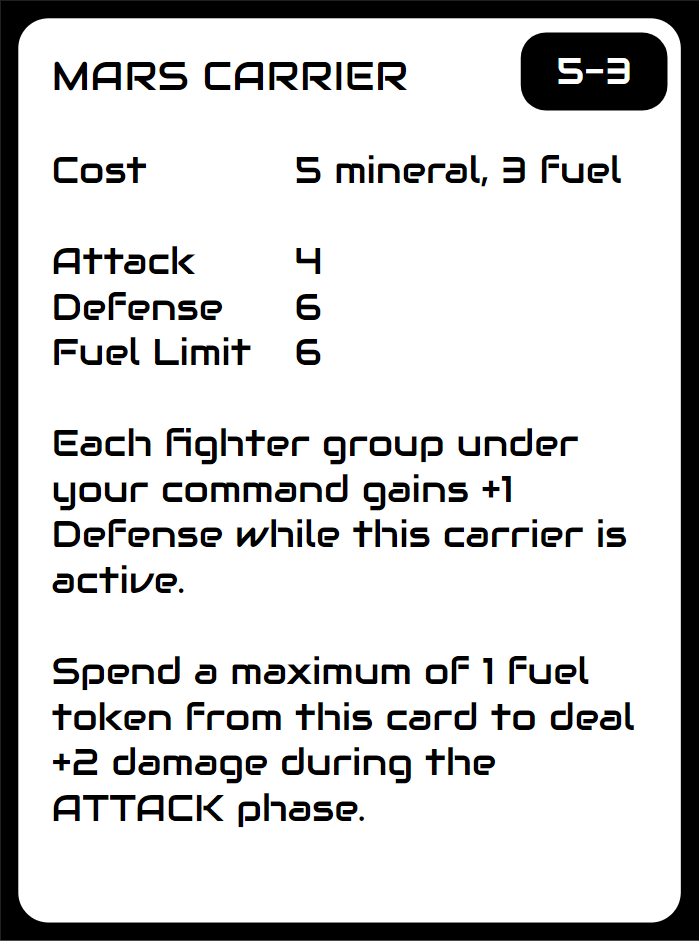 MARS CARRIER 5-3
Cost 5 mineral, 3 fuel
Attack 4
Defense 6
Fuel Limit 6
Each fighter group under
your command gains +1
Defense while this carrier is
active.
Spend a maximum of 1 fuel
token from this card to deal
+2 damage during the
ATTACK phase.